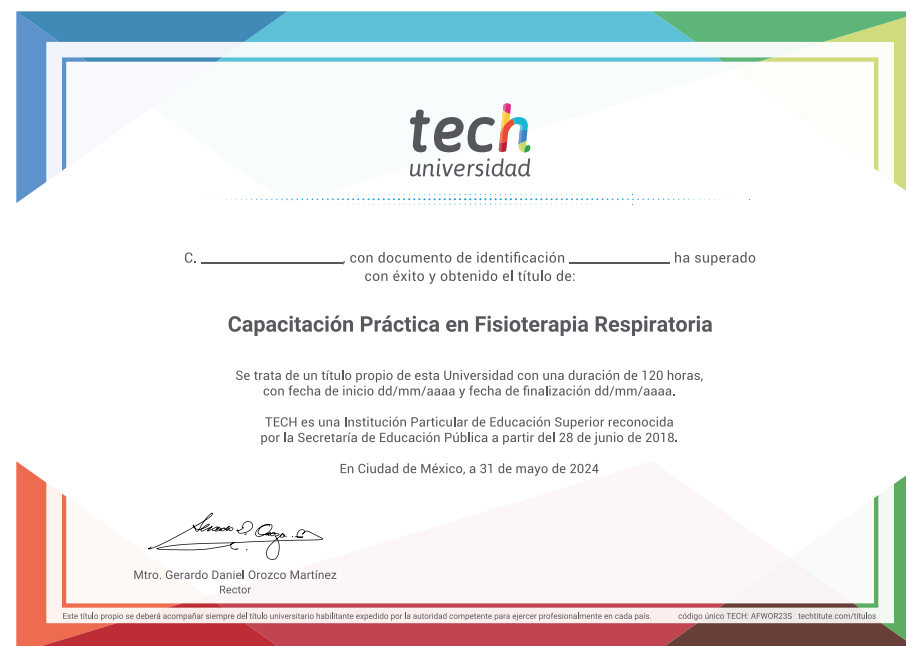 tech
universidad
C. ________________, con documento de identificación ____________ ha superado
con éxito y obtenido el título de:
Capacitación Práctica en Fisioterapia Respiratoria
Se trata de un título propio de esta Universidad con una duración de 120 horas,
con fecha de inicio dd/mm/aaaa y fecha de finalización dd/mm/aaaa.
TECH es una Institución Particular de Educación Superior reconocida
por la Secretaría de Educación Pública a partir del 28 de junio de 2018.
En Ciudad de México, a 31 de mayo de 2024
Mtro. Gerardo Daniel Orozco Martínez
Rector
Este título propio se deberá acompañar siempre del título universitario habilitante expedido por la autoridad competente para ejercer profesionalmente en cada país. código único TECH: AFWOR23S techtitute.com/titulos